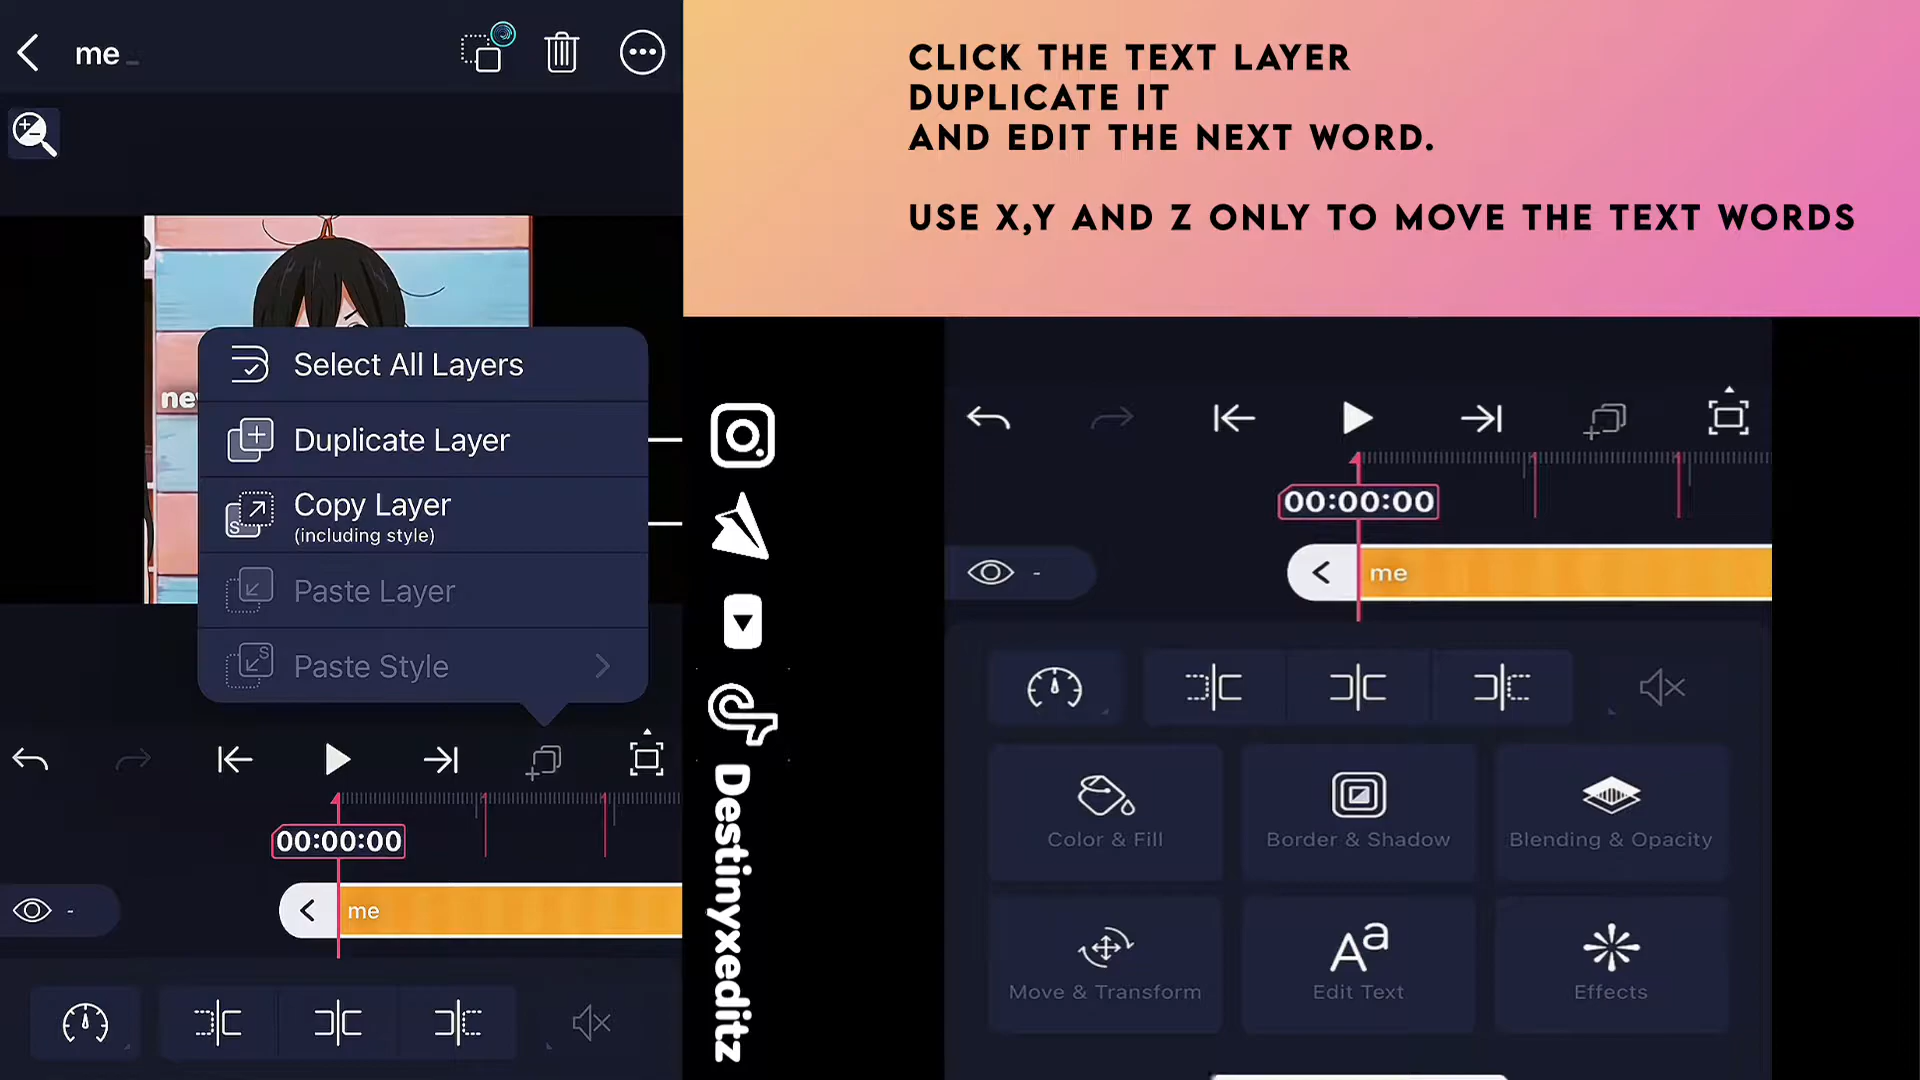 me
CLICK THE TEXT LAYER
DUPLICATE IT
AND EDIT THE NEXT WORD.
USE X,Y AND Z ONLY TO MOVE THE TEXT WORDS
Select All Layers
ne
Duplicate Layer
Copy Layer
(including style)
Paste Layer
Paste Style
00:00:00
me
Destinyxeditz
00:00:00
me
Color & Fill
Border & Shadow
Blending & Opacity
Move & Transform
Edit Text
Effects